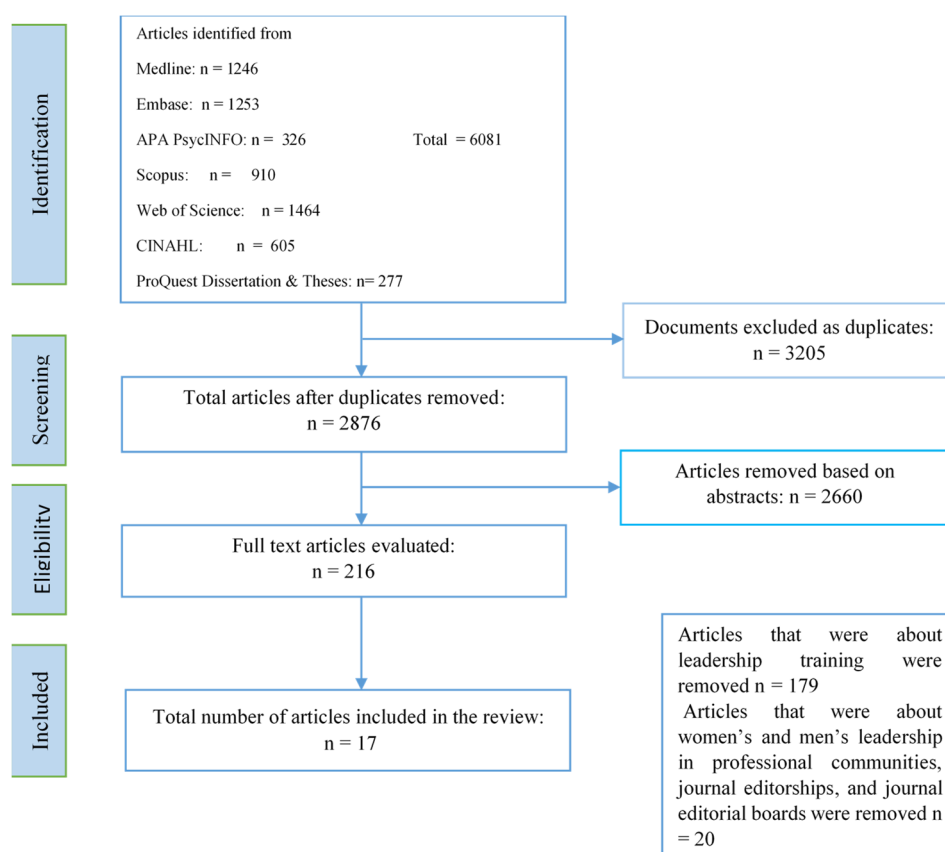 Identification
Articles identified from
Medline: n = 1246
Embase: n = 1253
APA PsycINFO: n = 326 Total = 6081
Scopus: n = 910
Web of Science: n = 1464
CINAHL: n = 605
ProQuest Dissertation & Theses: n= 277
Documents excluded as duplicates:
n = 3205
Screening
Total articles after duplicates removed:
n = 2876
Articles removed based on
abstracts: n = 2660
Eligibility
Full text articles evaluated:
n = 216
Articles that were about
leadership training were
removed n = 179
Articles that were about
women's and men's leadership
in professional communities,
journal editorships, and journal
editorial boards were removed n
= 20
Included
Total number of articles included in the review:
n = 17